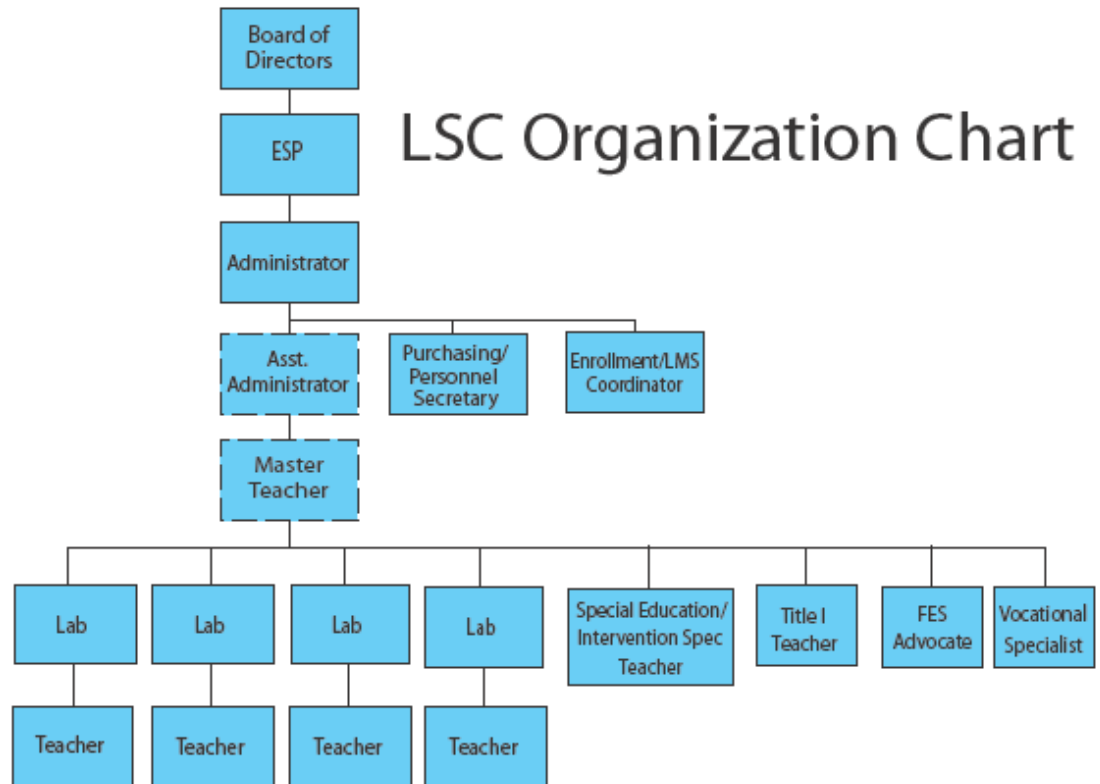 Board of
Directors
LSC Organization Chart
ESP
Administrator
Asst.
Administrator
Purchasing/
Personnel
Secretary
Enrollment/LMS
Coordinator
Master
Teacher
Lab
Lab
Lab
Lab
Special Education/
Intervention Spec
Teacher
Title I
Teacher
FES
Advocate
Vocational
Specialist
Teacher
Teacher
Teacher
Teacher